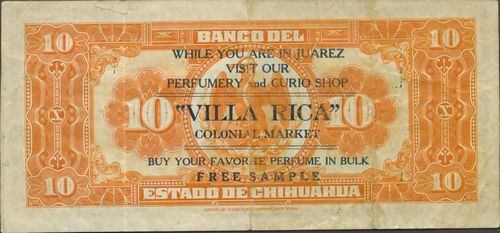 10 BANCO DEL 10
WHILE YOU ARE IN JUAREZ
VISIT OUR
PERFUMERY and CURIO SHOP
10 "VILLA RICA" 10
COLONIAL MARKET
BUY YOUR FAVORITE PERFUME IN BULK
FREE SAMPLE
10 ESTADO DE CHIHUAHUA 10